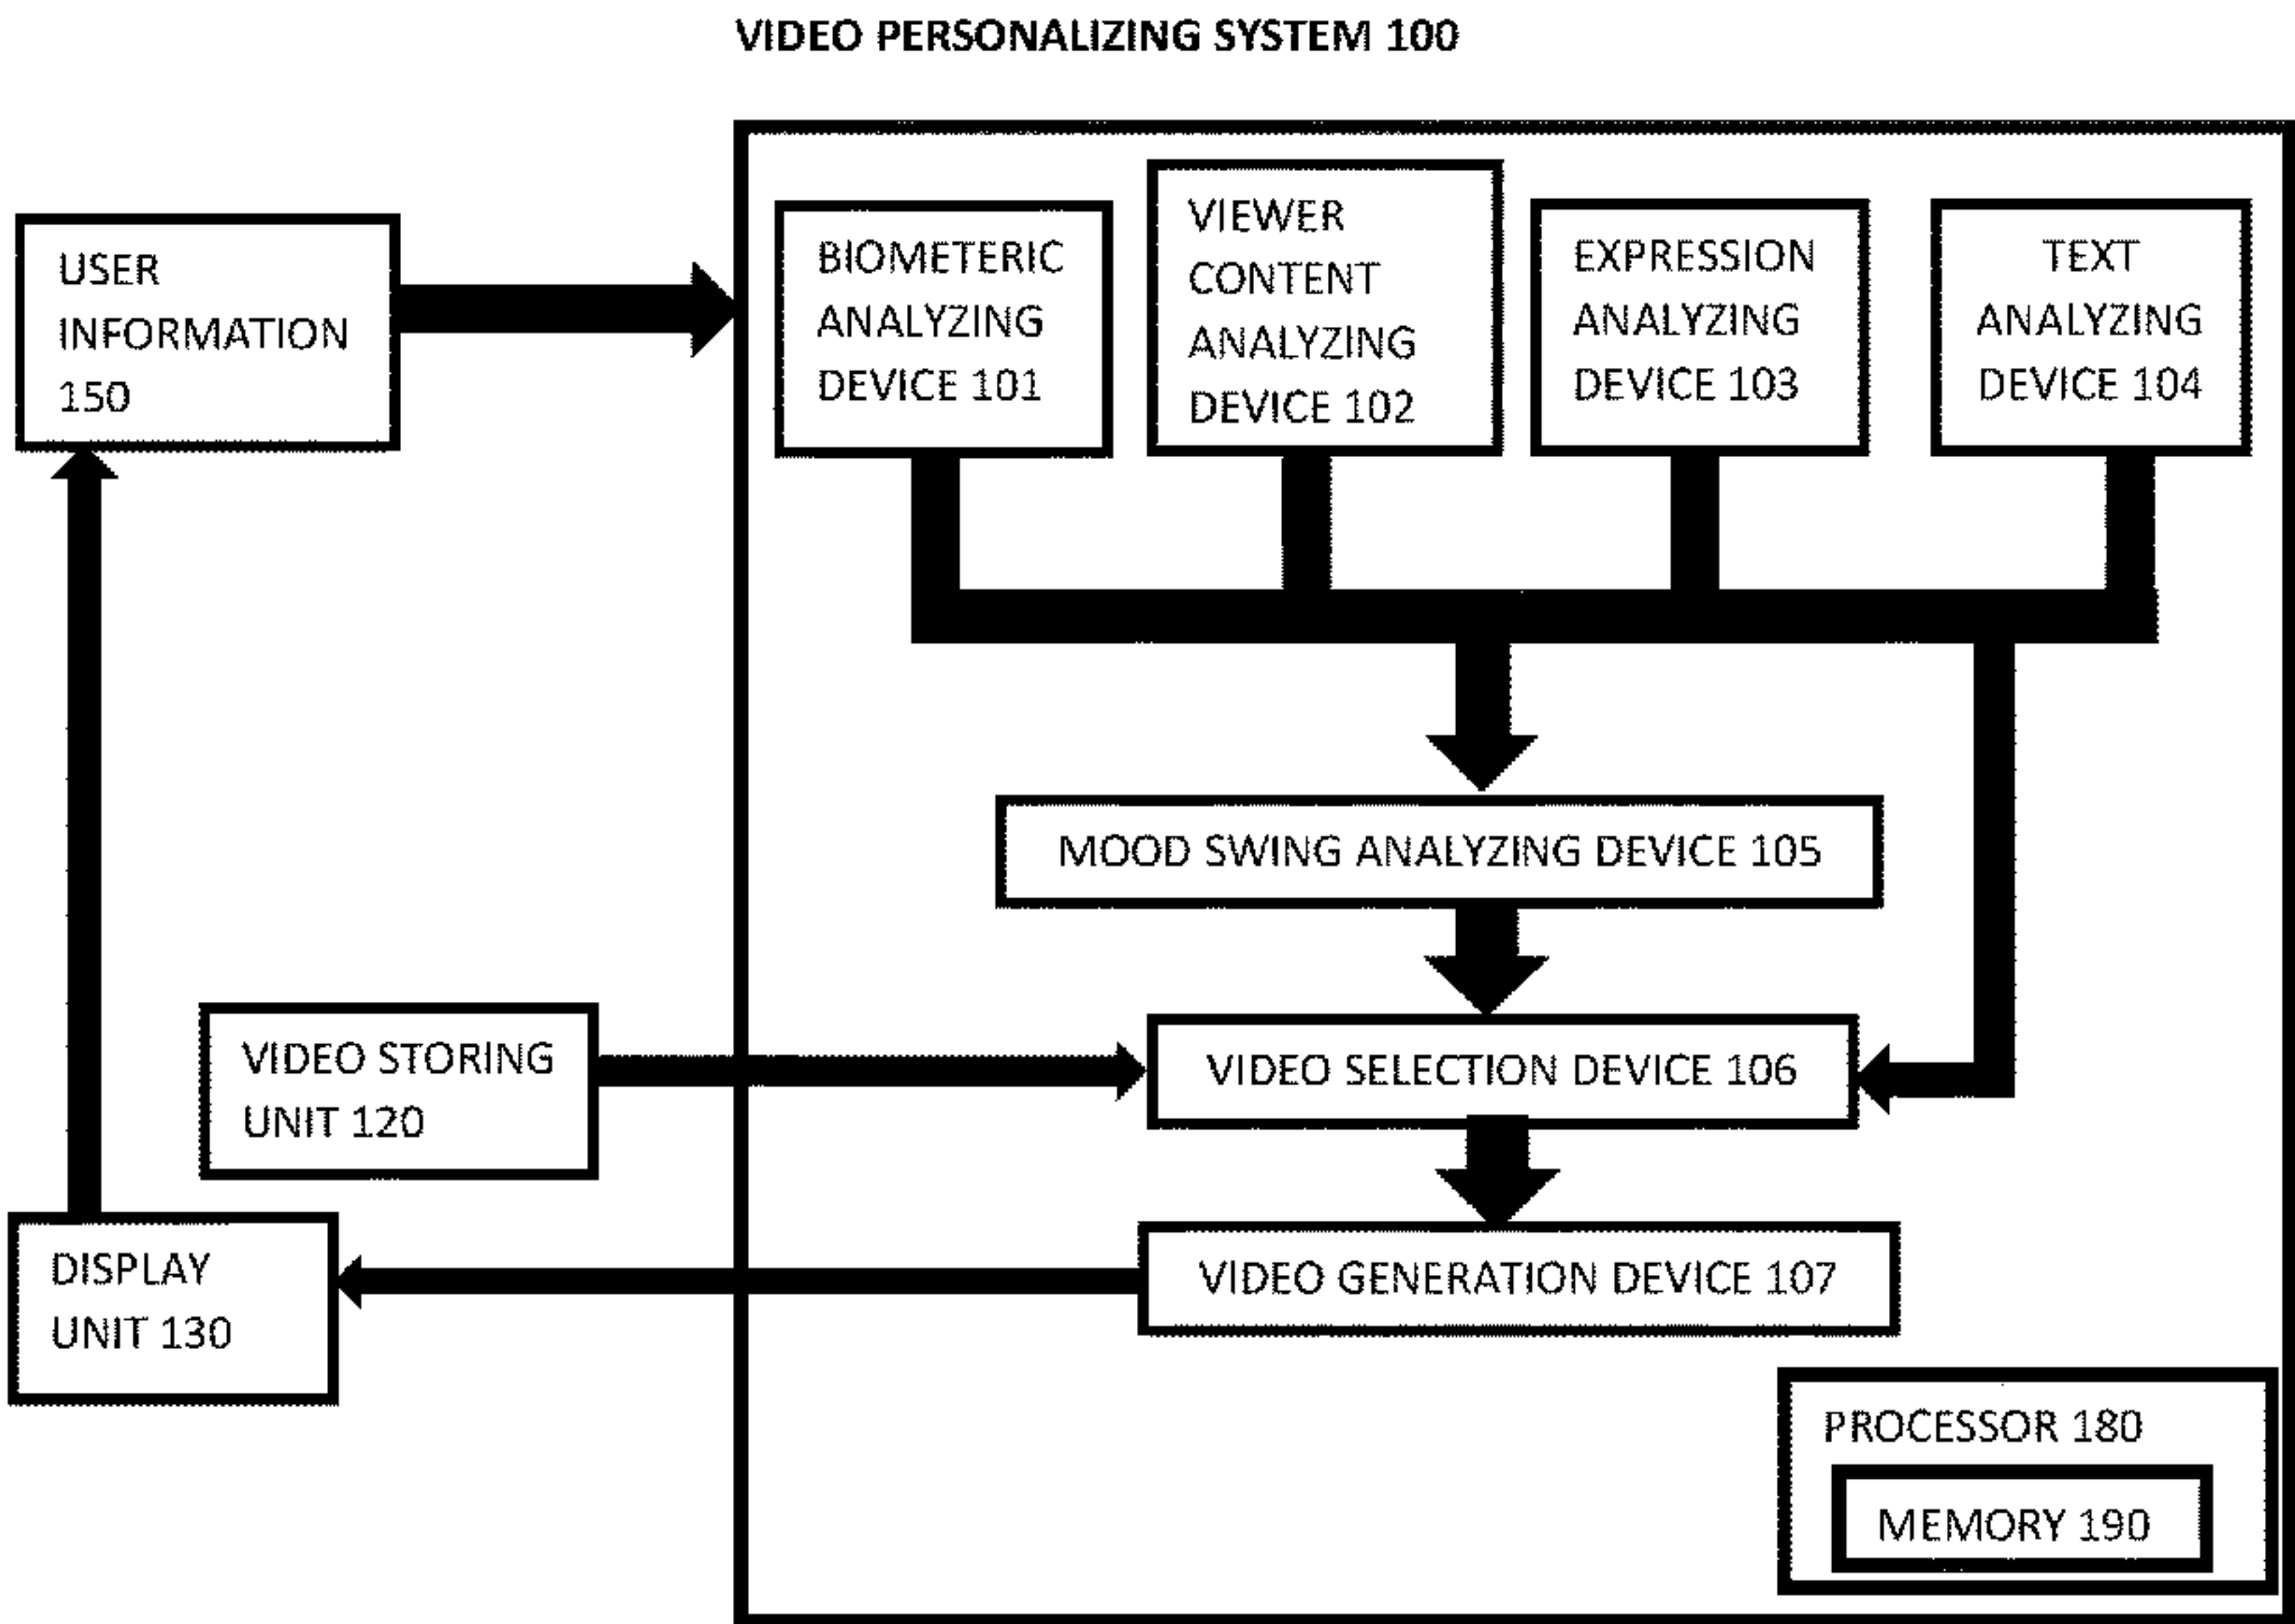 VIDEO PERSONALIZING SYSTEM 100
USER
INFORMATION
150
BIOMETERIC
ANALYZING
DEVICE 101
VIEWER
CONTENT
ANALYZING
DEVICE 102
EXPRESSION
ANALYZING
DEVICE 103
TEXT
ANALYZING
DEVICE 104
MOOD SWING ANALYZING DEVICE 105
VIDEO STORING
UNIT 120
VIDEO SELECTION DEVICE 106
DISPLAY
UNIT 130
VIDEO GENERATION DEVICE 107
PROCESSOR 180
MEMORY 190